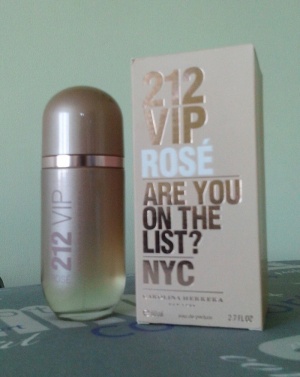 212 VIP
212
VIP
ROSÉ
ARE YOU
ON THE
LIST?
NYC
CAROLINA HERRERA
2.7 FL OZ